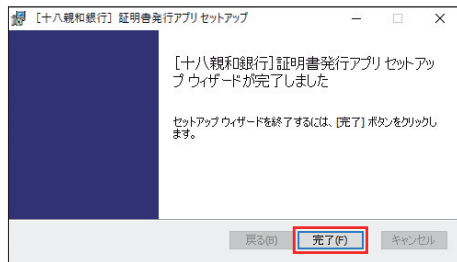 [十八親和銀行] 証明書発行アプリ セットアップ
[十八親和銀行]証明書発行アプリ セットアッ
プ ウィザードが完了しました
セットアップ ウィザードを終了するには、[完了] ボタンをクリックし
ます。
戻る(B) 完了(F) キャンセル